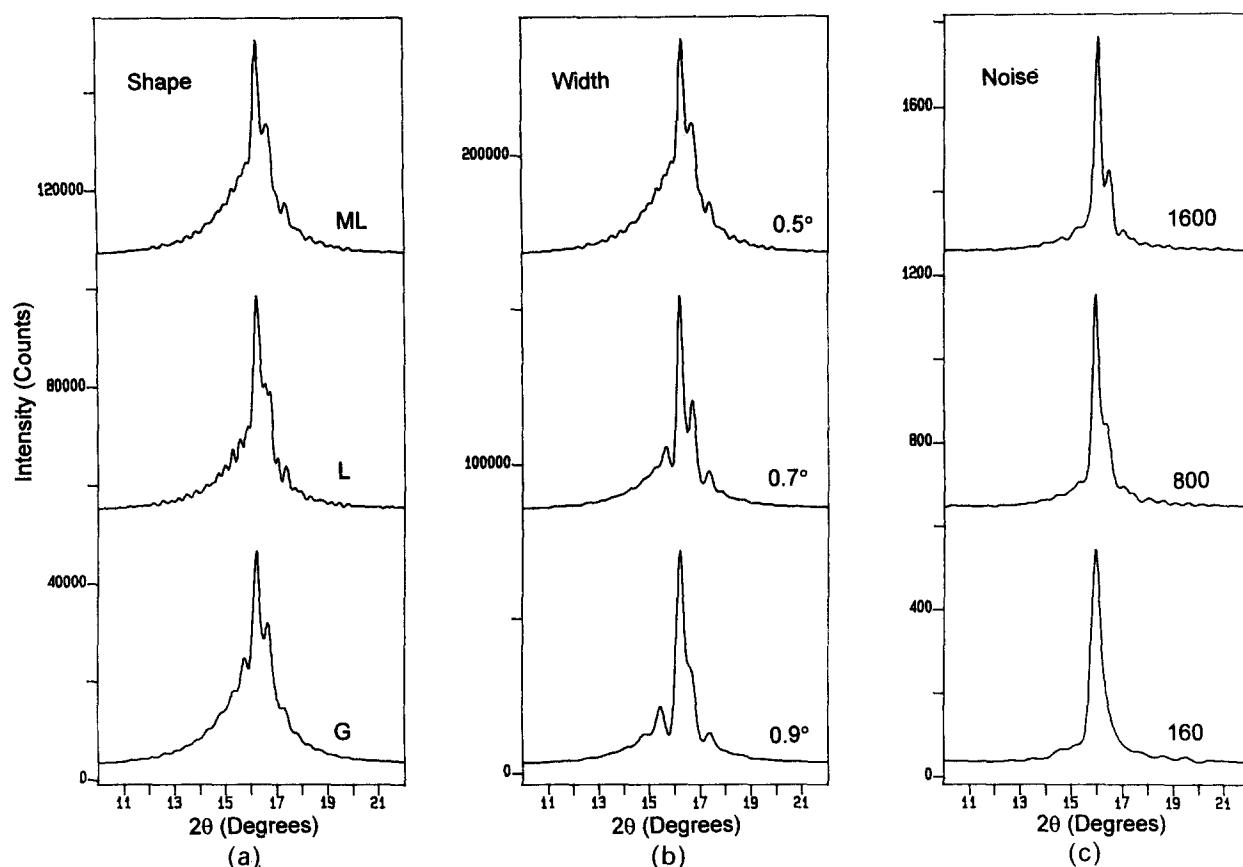 Intensity (Counts)
Shape
120000
80000
40000
0
ML
L
G
11 13 15 17 19 21
2θ (Degrees)
(a)
Width
200000
100000
0
0.5°
0.7°
0.9°
11 13 15 17 19 21
2θ (Degrees)
(b)
Noise
1600
1200
800
400
0
1600
800
160
11 13 15 17 19 21
2θ (Degrees)
(c)